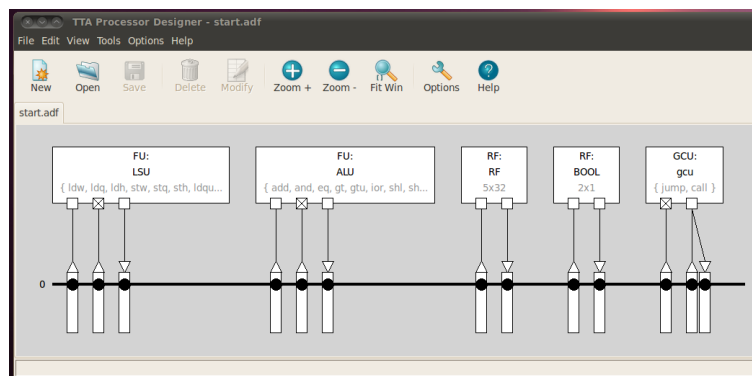 TTA Processor Designer - start.adf
File Edit View Tools Options Help
New Open Save Delete Modify Zoom + Zoom - Fit Win Options Help
start.adf
FU: FU: RF: RF: GCU:
LSU ALU RF BOOL gcu
{ ldw, ldq, ldh, stw, stq, sth, ldqu... { add, and, eq, gt, gtu, ior, shl, sh... 5x32 2x1 { jump, call }
0